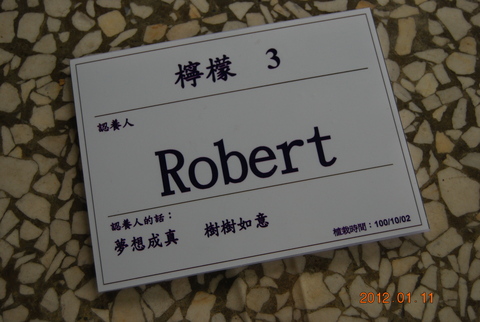 檸檬 3
認養人
Robert
認養人的話：
夢想成真 樹樹如意
植栽時間：100/10/02
2012.01.11